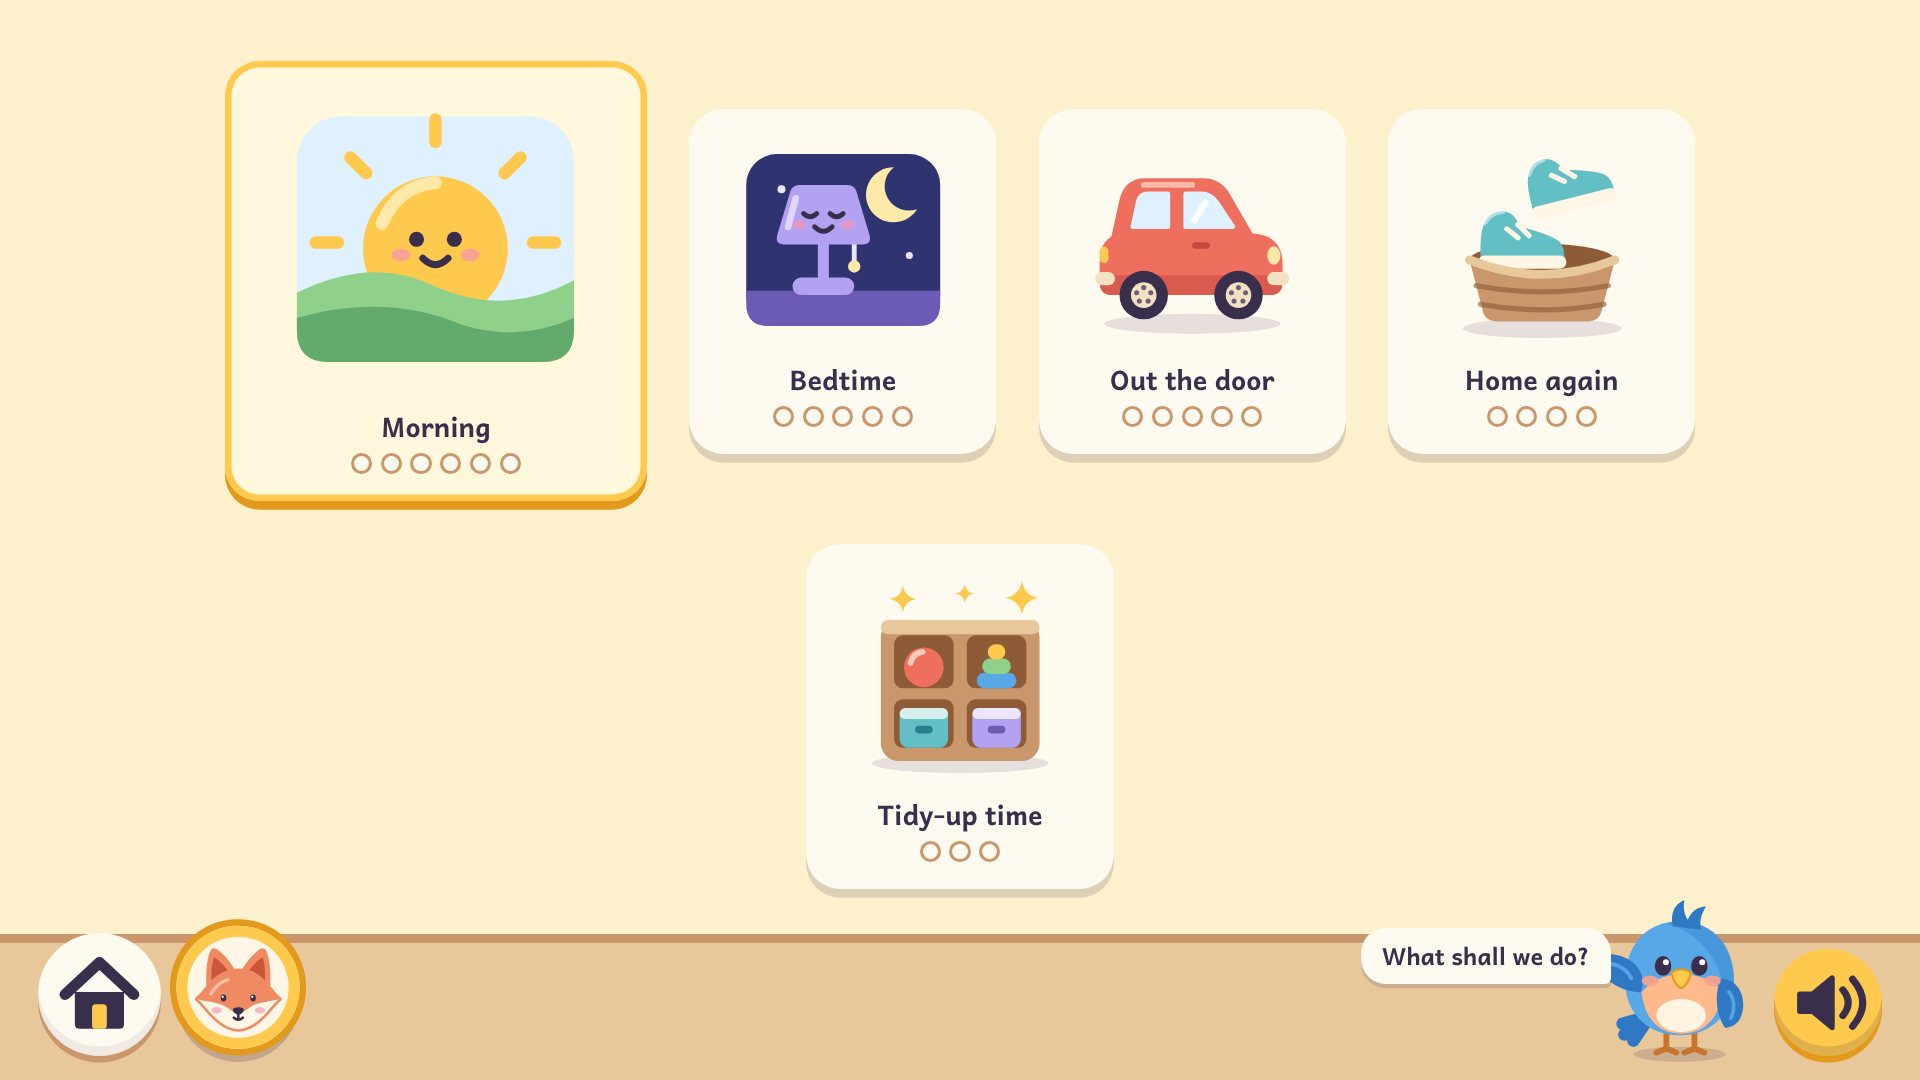 Morning
Bedtime
Out the door
Home again
Tidy-up time
What shall we do?